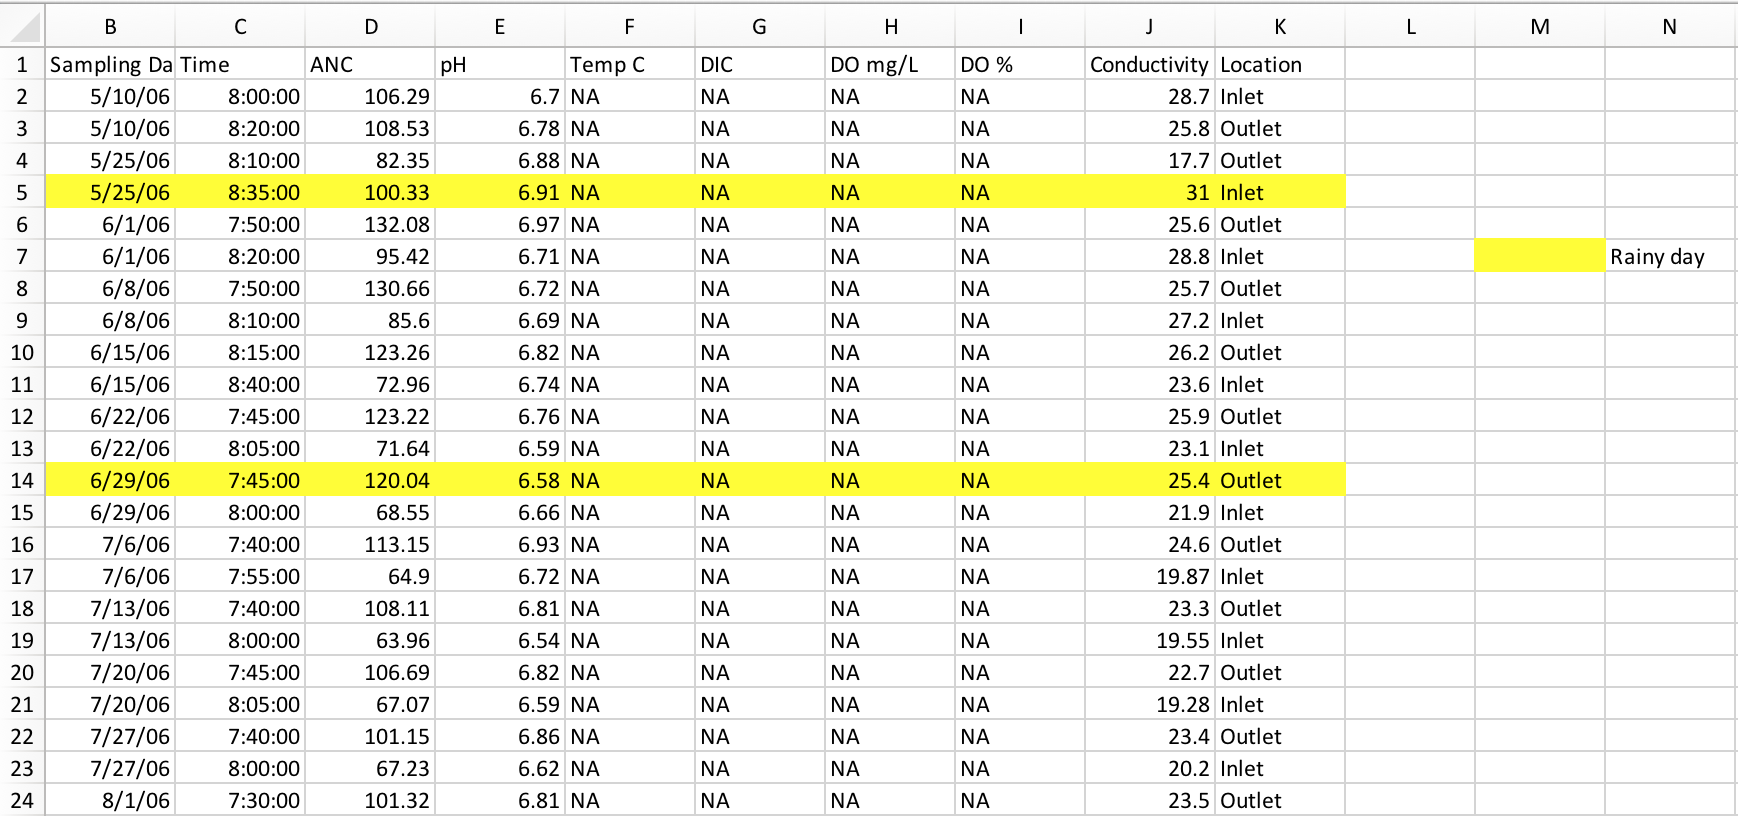 B C D E F G H I J K L M N
1 Sampling Da Time ANC pH Temp C DIC DO mg/L DO % Conductivity Location
2 5/10/06 8:00:00 106.29 6.7 NA NA NA NA 28.7 Inlet
3 5/10/06 8:20:00 108.53 6.78 NA NA NA NA 25.8 Outlet
4 5/25/06 8:10:00 82.35 6.88 NA NA NA NA 17.7 Outlet
5 5/25/06 8:35:00 100.33 6.91 NA NA NA NA 31 Inlet
6 6/1/06 7:50:00 132.08 6.97 NA NA NA NA 25.6 Outlet
7 6/1/06 8:20:00 95.42 6.71 NA NA NA NA 28.8 Inlet Rainy day
8 6/8/06 7:50:00 130.66 6.72 NA NA NA NA 25.7 Outlet
9 6/8/06 8:10:00 85.6 6.69 NA NA NA NA 27.2 Inlet
10 6/15/06 8:15:00 123.26 6.82 NA NA NA NA 26.2 Outlet
11 6/15/06 8:40:00 72.96 6.74 NA NA NA NA 23.6 Inlet
12 6/22/06 7:45:00 123.22 6.76 NA NA NA NA 25.9 Outlet
13 6/22/06 8:05:00 71.64 6.59 NA NA NA NA 23.1 Inlet
14 6/29/06 7:45:00 120.04 6.58 NA NA NA NA 25.4 Outlet
15 6/29/06 8:00:00 68.55 6.66 NA NA NA NA 21.9 Inlet
16 7/6/06 7:40:00 113.15 6.93 NA NA NA NA 24.6 Outlet
17 7/6/06 7:55:00 64.9 6.72 NA NA NA NA 19.87 Inlet
18 7/13/06 7:40:00 108.11 6.81 NA NA NA NA 23.3 Outlet
19 7/13/06 8:00:00 63.96 6.54 NA NA NA NA 19.55 Inlet
20 7/20/06 7:45:00 106.69 6.82 NA NA NA NA 22.7 Outlet
21 7/20/06 8:05:00 67.07 6.59 NA NA NA NA 19.28 Inlet
22 7/27/06 7:40:00 101.15 6.86 NA NA NA NA 23.4 Outlet
23 7/27/06 8:00:00 67.23 6.62 NA NA NA NA 20.2 Inlet
24 8/1/06 7:30:00 101.32 6.81 NA NA NA NA 23.5 Outlet